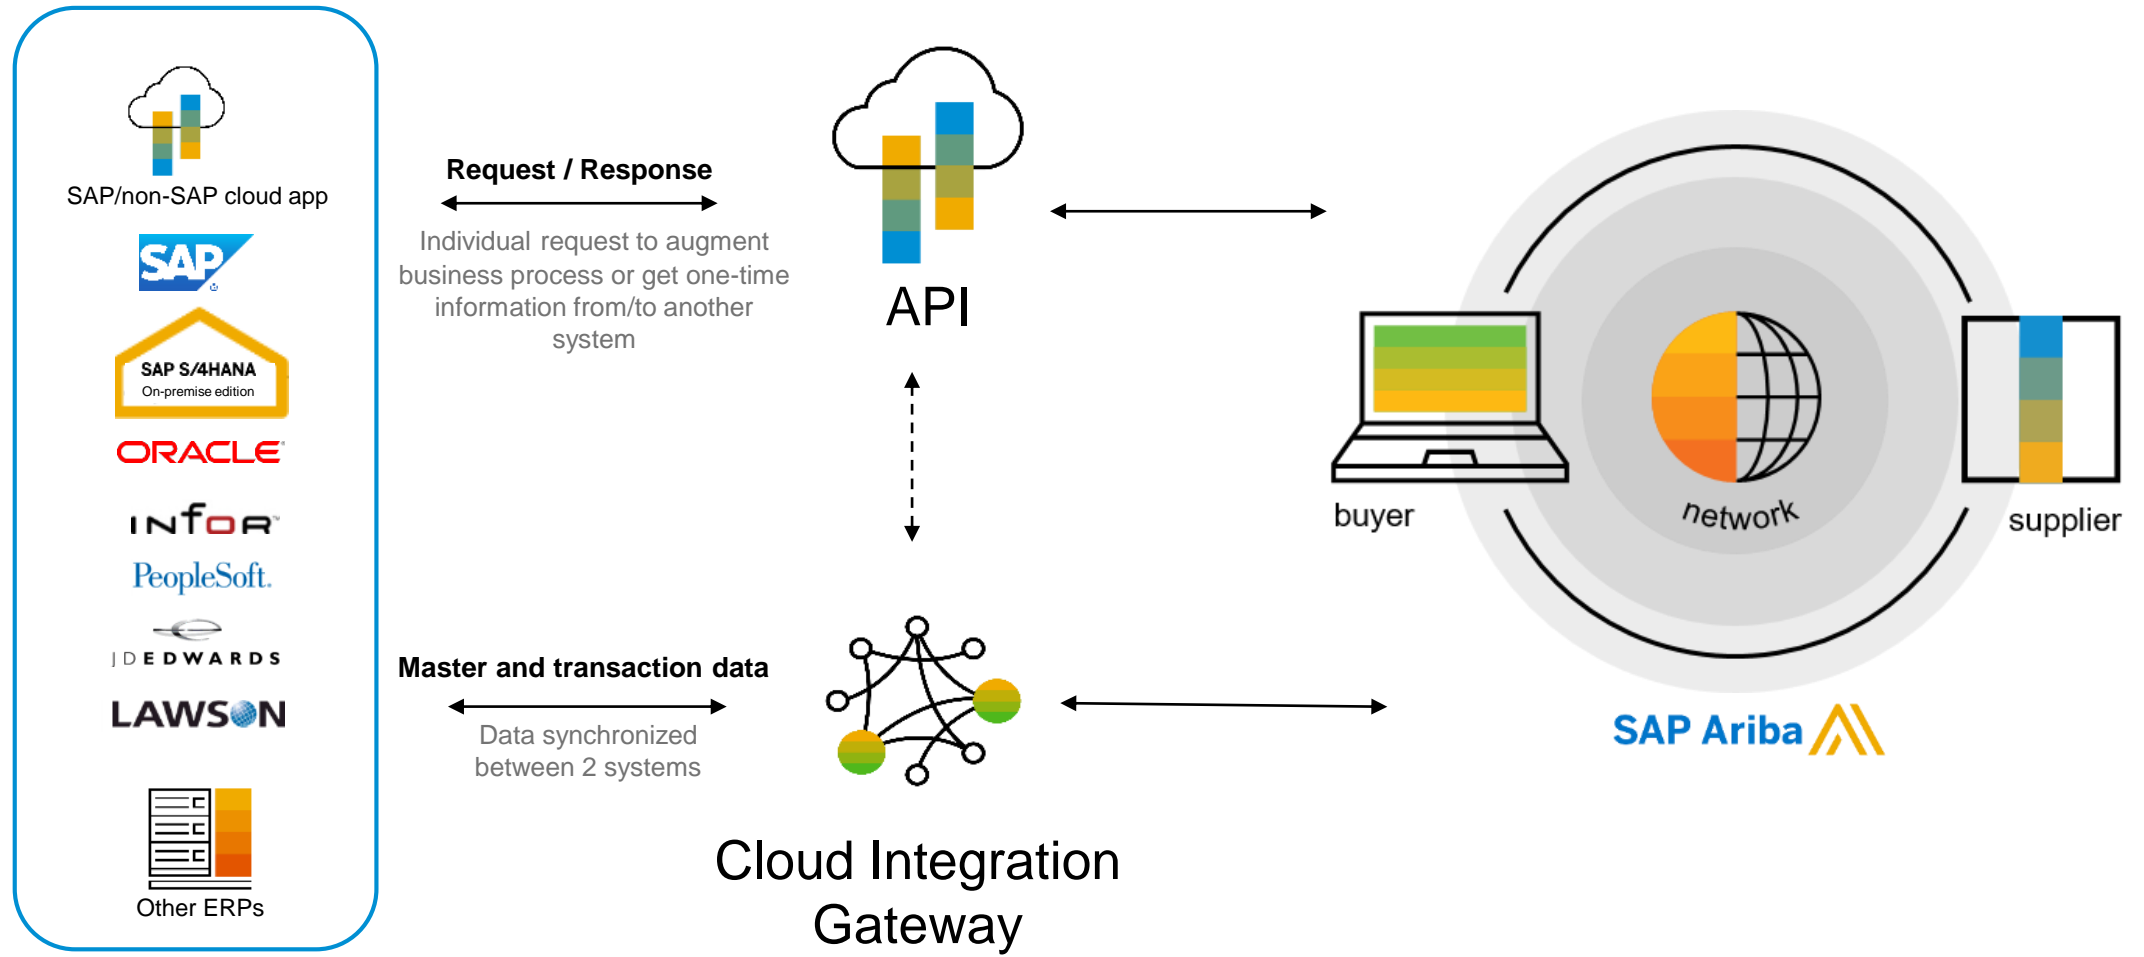 SAP/non-SAP cloud app
SAP
SAP S/4HANA
On-premise edition
ORACLE
INFOR™
PeopleSoft.
JDEDWARDS
LAWSON
Other ERPs
Request / Response
Individual request to augment
business process or get one-time
information from/to another
system
Master and transaction data
Data synchronized
between 2 systems
API
Cloud Integration
Gateway
buyer
network
supplier
SAP Ariba